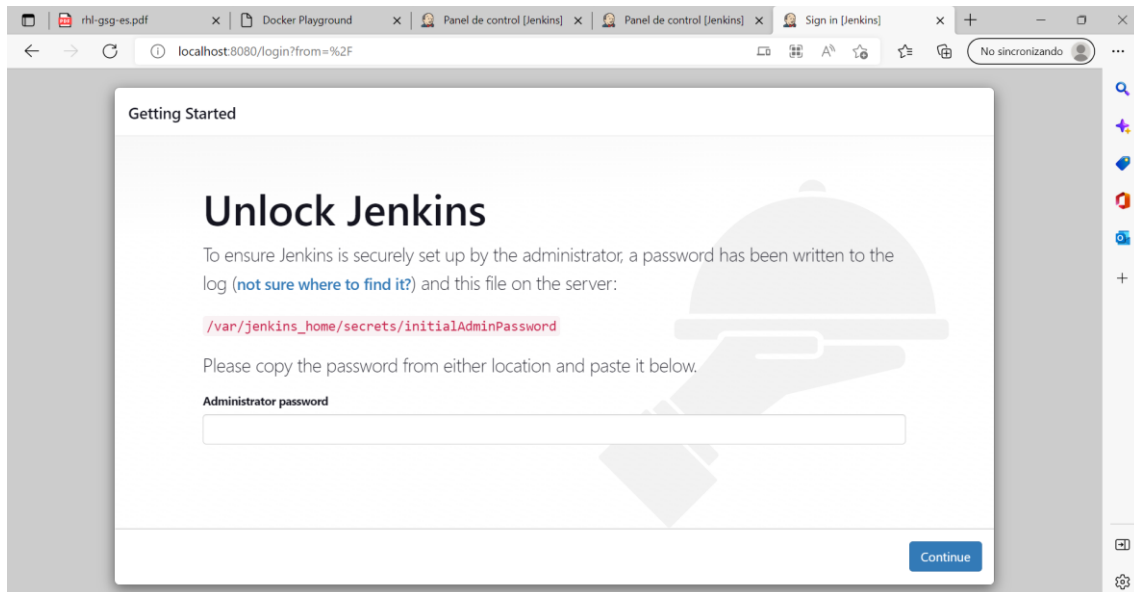 rhl-gsg-es.pdf
Docker Playground
Panel de control [Jenkins]
Panel de control [Jenkins]
Sign in [Jenkins]
localhost:8080/login?from=%2F
No sincronizando
Getting Started
Unlock Jenkins
To ensure Jenkins is securely set up by the administrator, a password has been written to the
log (not sure where to find it?) and this file on the server:
/var/jenkins_home/secrets/initialAdminPassword
Please copy the password from either location and paste it below.
Administrator password
Continue